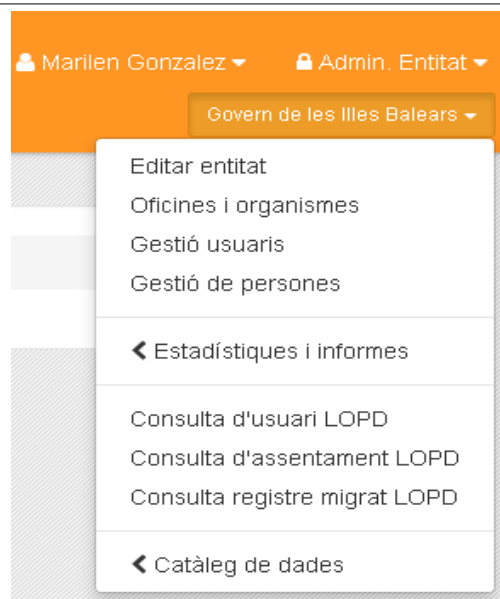 Marilen Gonzalez Admin. Entitat
Govern de les Illes Balears
Editar entitat
Oficines i organismes
Gestió usuaris
Gestió de persones
Estadístiques i informes
Consulta d'usuari LOPD
Consulta d'assentament LOPD
Consulta registre migrat LOPD
Catàleg de dades